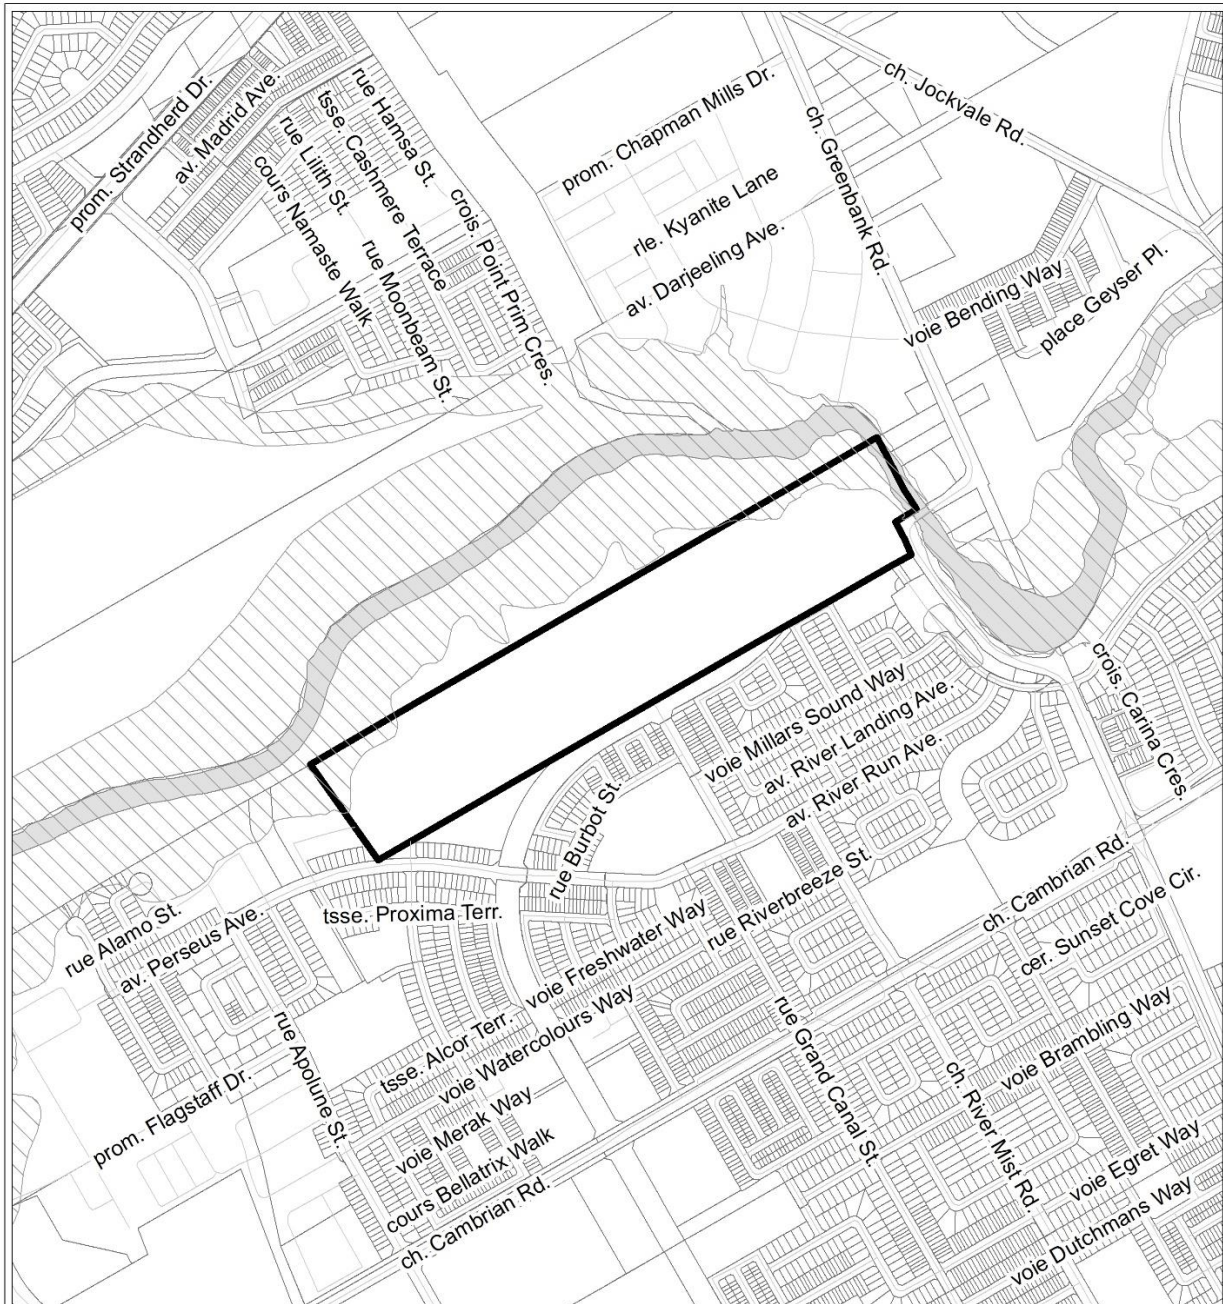 ch. Jockvale Rd.
prom. Strandherd Dr.
av. Madrid Ave.
rue Hamsa St.
tsse. Cashmere Terrace
rue Lilith St.
cours Namaste Walk
rue Moonbeam St.
crois. Point Prim Cres.
prom. Chapman Mills Dr.
ch. Greenbank Rd.
rle. Kyanite Lane
av. Darjeeling Ave.
voie Bending Way
place Geyser Pl.
crois. Carina Cres.
voie Millars Sound Way
av. River Landing Ave.
av. River Run Ave.
rue Burbot St.
rue Riverbreeze St.
ch. Cambrian Rd.
cer. Sunset Cove Cir.
rue Alamo St.
av. Perseus Ave.
tsse. Proxima Terr.
voie Freshwater Way
tsse. Alcor Terr.
voie Watercolours Way
rue Apolune St.
prom. Flagstaff Dr.
voie Merak Way
cours Bellatrix Walk
ch. Cambrian Rd.
rue Grand Canal St.
ch. River Mist Rd.
voie Brambling Way
voie Egret Way
voie Dutchmans Way